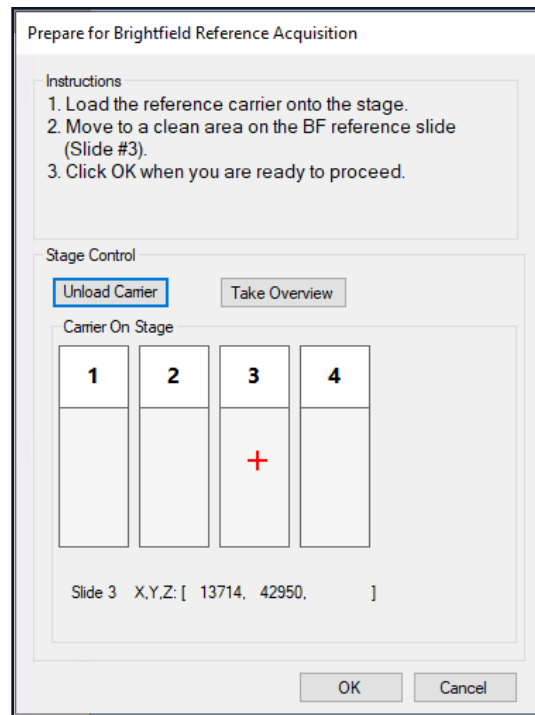 Prepare for Brightfield Reference Acquisition
Instructions
1. Load the reference carrier onto the stage.
2. Move to a clean area on the BF reference slide
(Slide #3).
3. Click OK when you are ready to proceed.
Stage Control
Unload Carrier Take Overview
Carrier On Stage
1 2 3 4
Slide 3 X,Y,Z: [ 13714, 42950, ]
OK Cancel